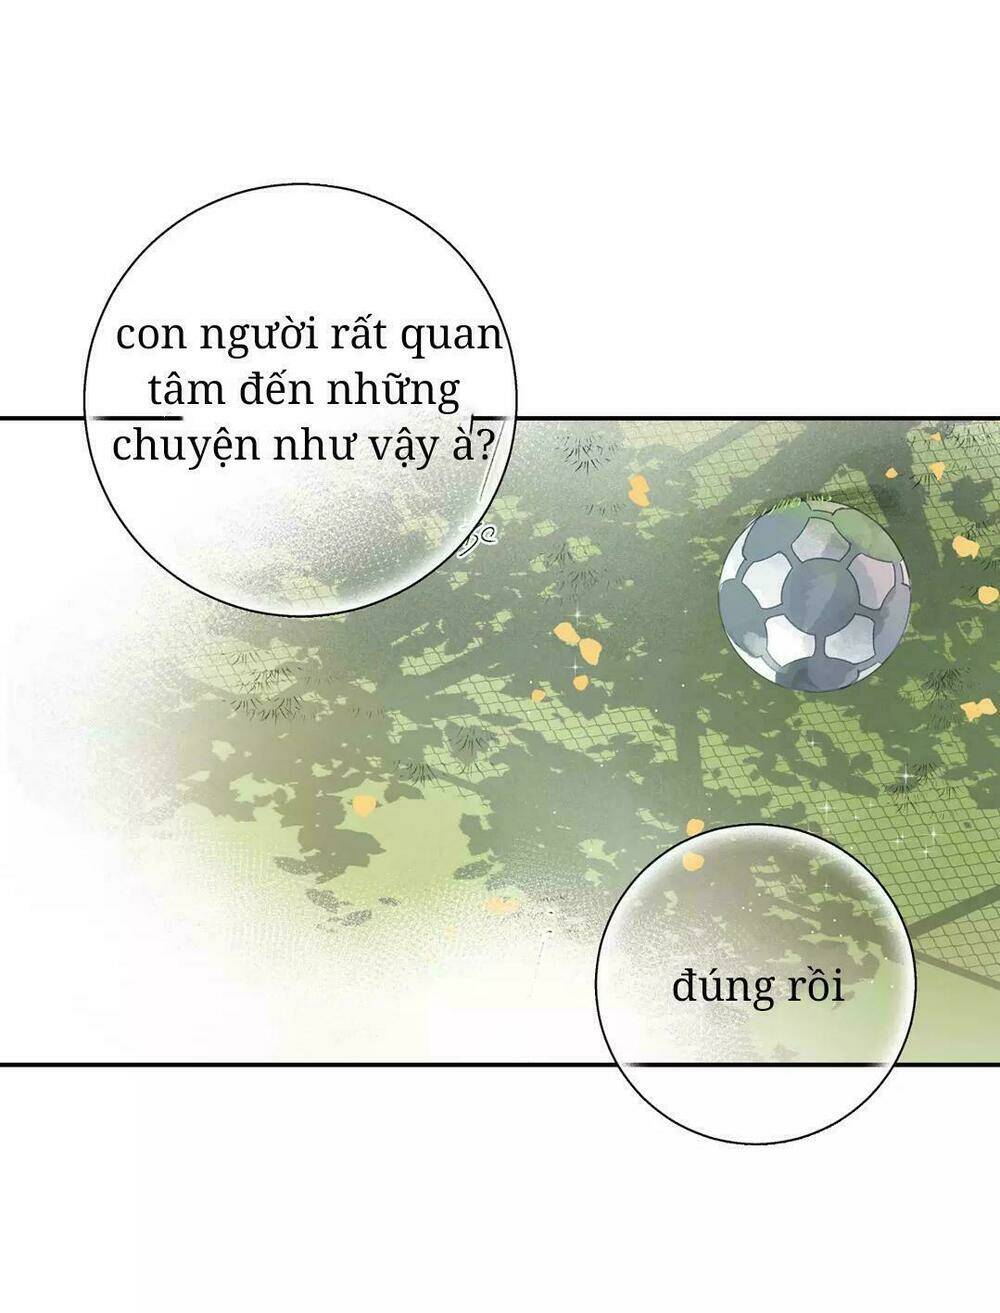 con người rất quan
tâm đến những
chuyện như vậy à?
đúng rồi